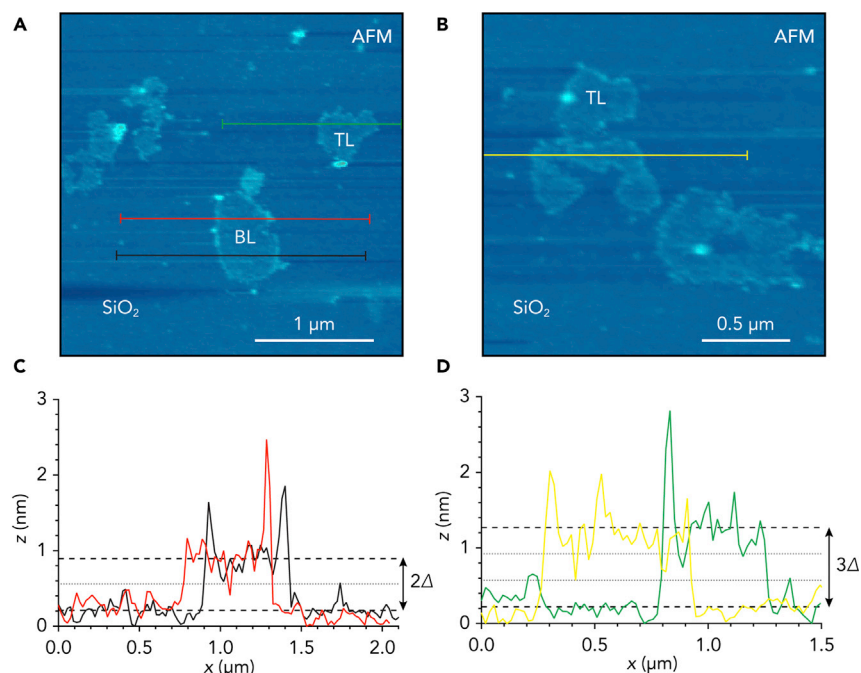 A
AFM
TL
BL
SiO₂
1 μm
B
AFM
TL
SiO₂
0.5 μm
C
3
2
1
0
z (nm)
2Δ
0.0 0.5 1.0 1.5 2.0
x (μm)
D
3
2
1
0
z (nm)
3Δ
0.0 0.5 1.0 1.5
x (μm)